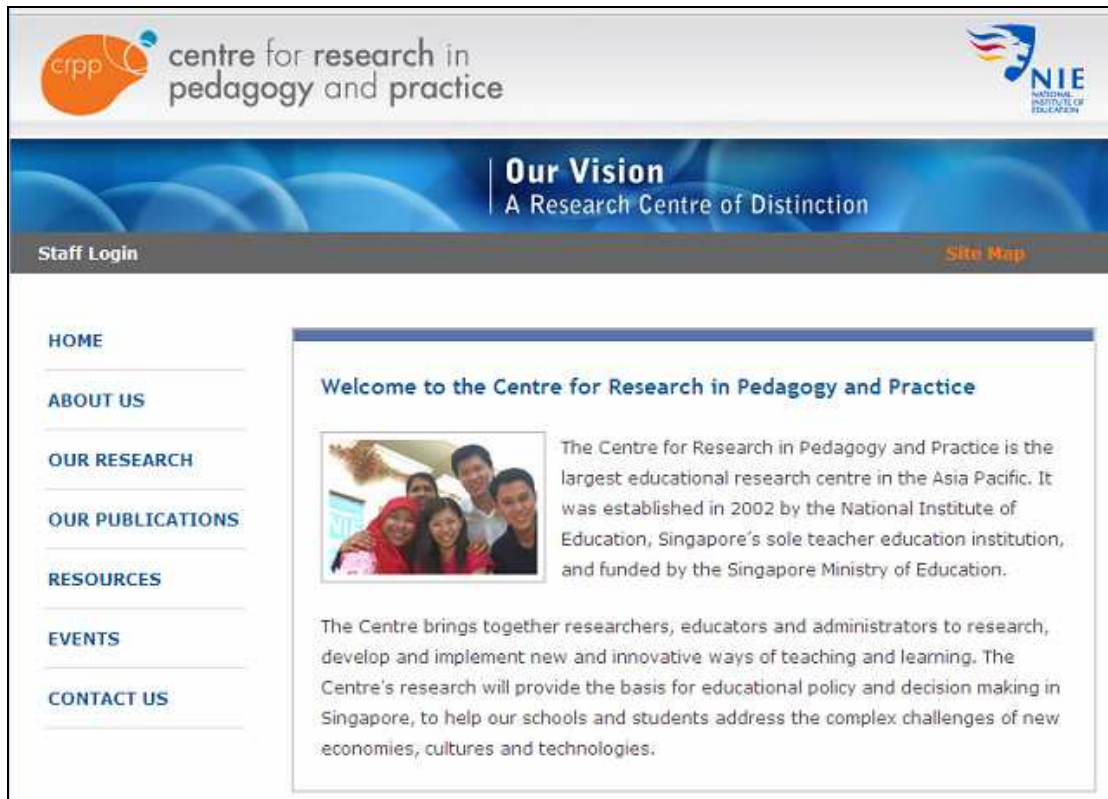 crpp
centre for research in
pedagogy and practice
NIE
NATIONAL
INSTITUTE OF
EDUCATION
Our Vision
A Research Centre of Distinction
Staff Login
Site Map
HOME
ABOUT US
OUR RESEARCH
OUR PUBLICATIONS
RESOURCES
EVENTS
CONTACT US
Welcome to the Centre for Research in Pedagogy and Practice
The Centre for Research in Pedagogy and Practice is the
largest educational research centre in the Asia Pacific. It
was established in 2002 by the National Institute of
Education, Singapore's sole teacher education institution,
and funded by the Singapore Ministry of Education.
The Centre brings together researchers, educators and administrators to research,
develop and implement new and innovative ways of teaching and learning. The
Centre's research will provide the basis for educational policy and decision making in
Singapore, to help our schools and students address the complex challenges of new
economies, cultures and technologies.